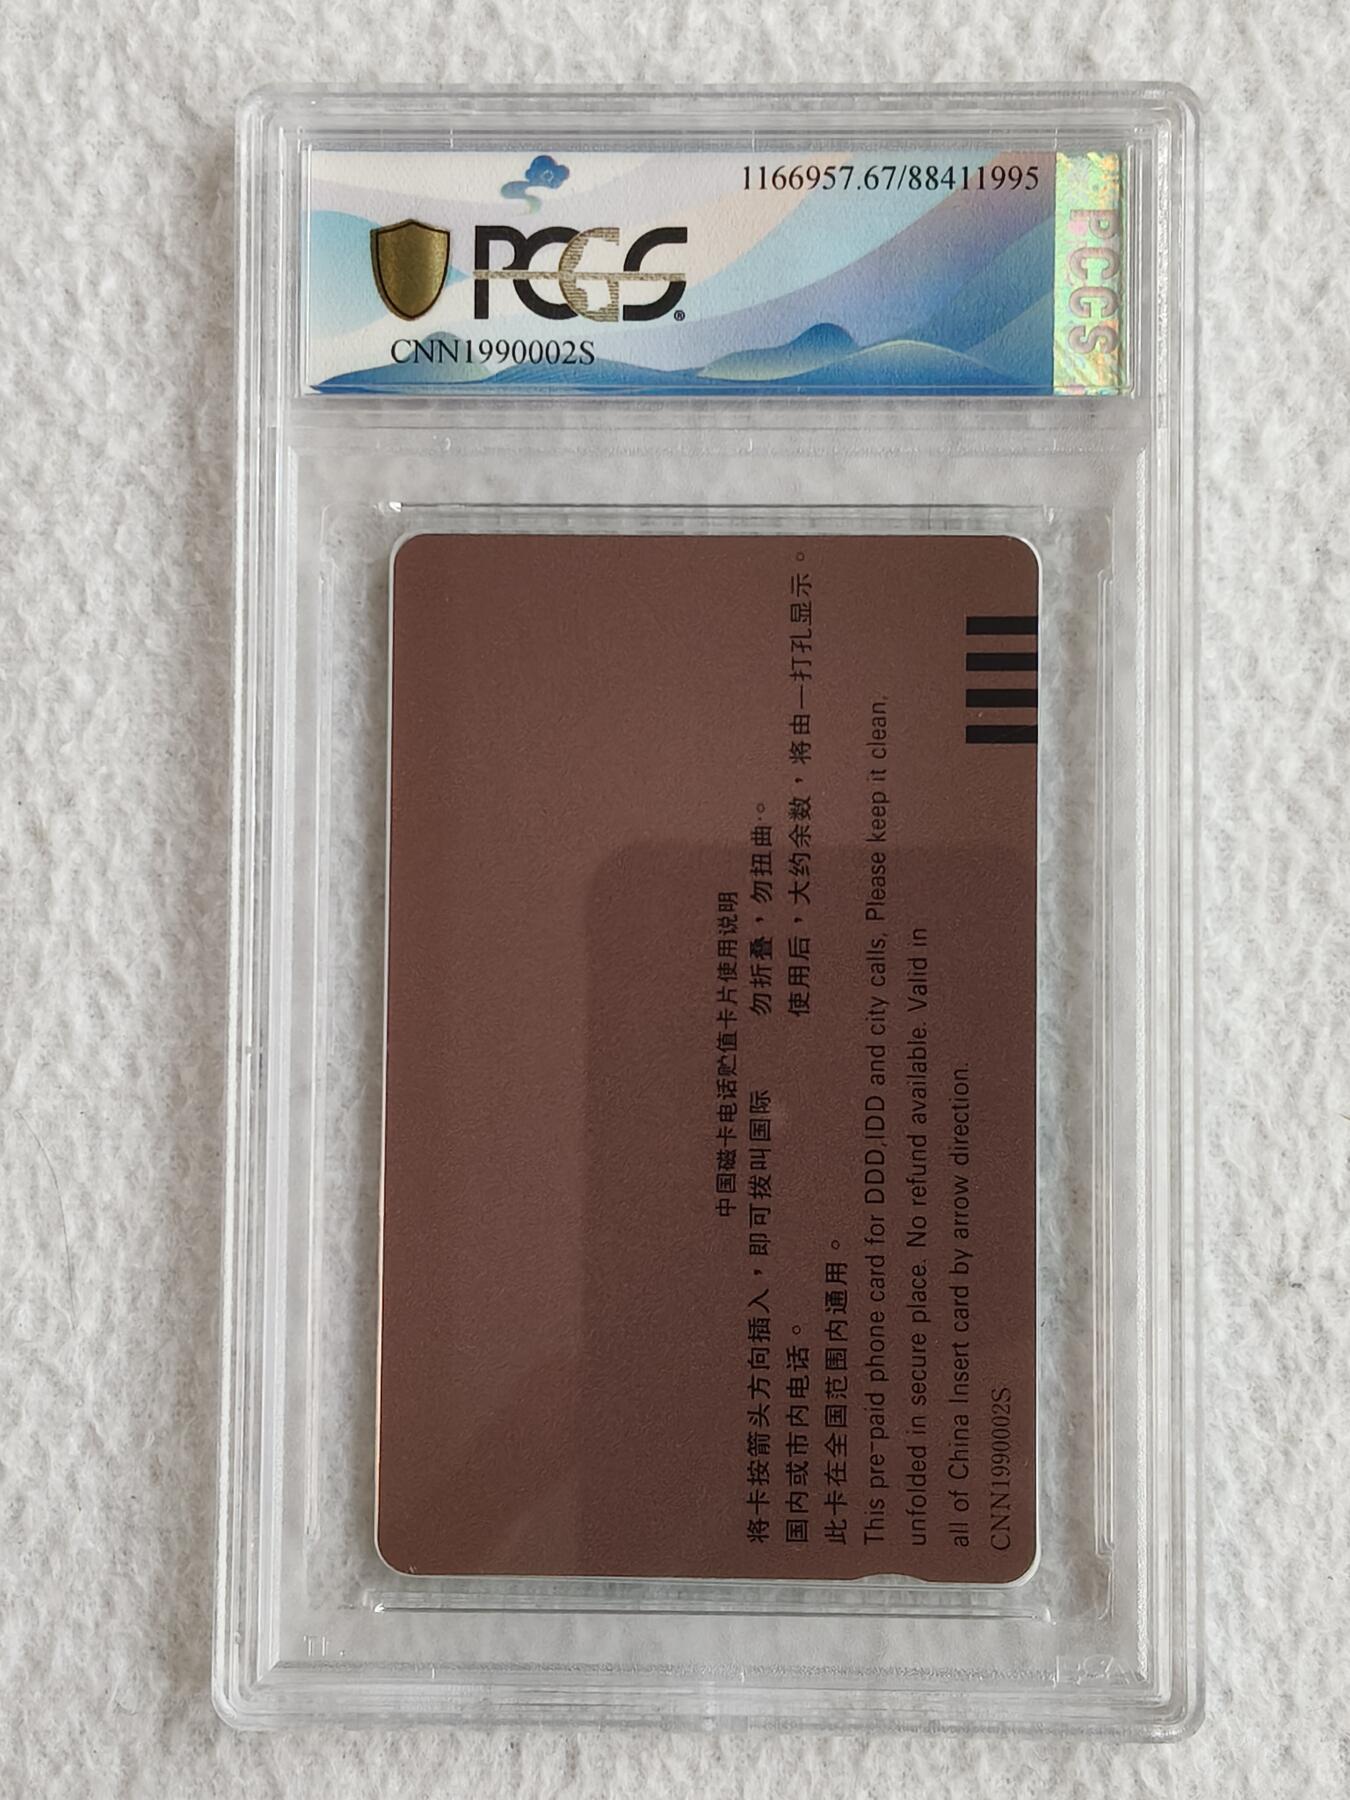 1166957.67/88411995
PCGS
PCGS
CNN1990002S
中国磁卡电话贮值卡片使用说明
将卡按箭头方向插入，即可拨叫国际
国内或市内电话。
此卡在全国范围内通用。
勿折叠，勿扭曲。
使用后，大约余数，将由一打孔显示。
This pre-paid phone card for DDD,IDD and city calls, Please keep it clean,
unfolded in secure place. No refund available. Valid in
all of China Insert card by arrow direction.
CNN1990002S